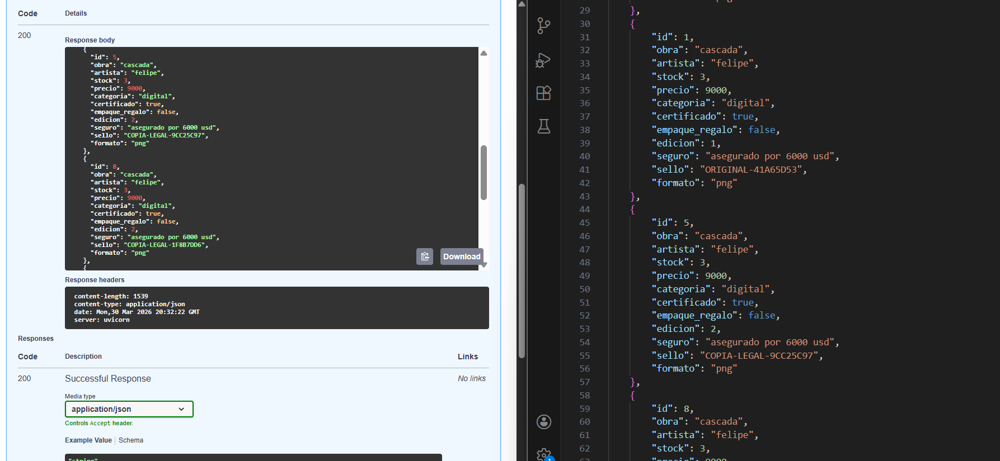 Code Details
200
Response body
{
"id": 5,
"obra": "cascada",
"artista": "felipe",
"stock": 3,
"precio": 9000,
"categoria": "digital",
"certificado": true,
"empaque_regalo": false,
"edicion": 2,
"seguro": "asegurado por 6000 usd",
"sello": "COPIA-LEGAL-9CC25C97",
"formato": "png"
},
{
"id": 8,
"obra": "cascada",
"artista": "felipe",
"stock": 3,
"precio": 9000,
"categoria": "digital",
"certificado": true,
"empaque_regalo": false,
"edicion": 2,
"seguro": "asegurado por 6000 usd",
"sello": "COPIA-LEGAL-1F8B7DD6",
"formato": "png"
},
{
Download
Response headers
content-length: 1539
content-type: application/json
date: Mon,30 Mar 2026 20:32:22 GMT
server: uvicorn
Responses
Code Description Links
200 Successful Response No links
Media type
application/json
Controls Accept header.
Example Value Schema
"string"
29 },
30 {
31 "id": 1,
32 "obra": "cascada",
33 "artista": "felipe",
34 "stock": 3,
35 "precio": 9000,
36 "categoria": "digital",
37 "certificado": true,
38 "empaque_regalo": false,
39 "edicion": 1,
40 "seguro": "asegurado por 6000 usd",
41 "sello": "ORIGINAL-41A65D53",
42 "formato": "png"
43 },
44 {
45 "id": 5,
46 "obra": "cascada",
47 "artista": "felipe",
48 "stock": 3,
49 "precio": 9000,
50 "categoria": "digital",
51 "certificado": true,
52 "empaque_regalo": false,
53 "edicion": 2,
54 "seguro": "asegurado por 6000 usd",
55 "sello": "COPIA-LEGAL-9CC25C97",
56 "formato": "png"
57 },
58 {
59 "id": 8,
60 "obra": "cascada",
61 "artista": "felipe",
62 "stock": 3,
63 "precio": 9000
1